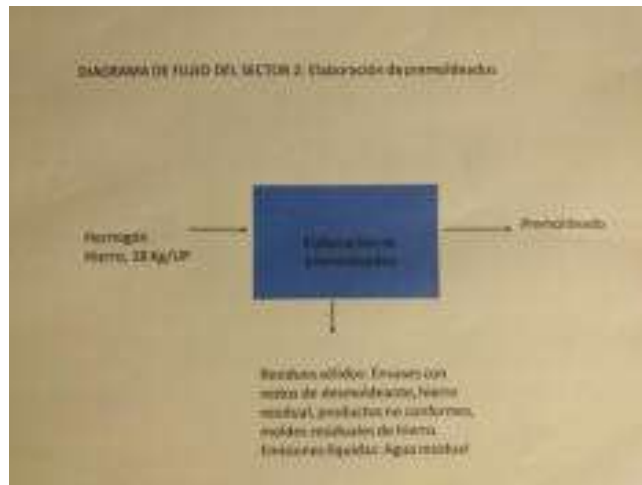 DIAGRAMA DE FLUJO DEL SECTOR 2: Elaboración de premoldeados
Hormigón
Hierro, 28 Kg/UP
Elaboración de
premoldeados
Premoldeado
Residuos sólidos: Envases con
restos de desmoldeante, hierro
residual, productos no conformes,
moldes residuales de hierro.
Emisiones líquidas: Agua residual